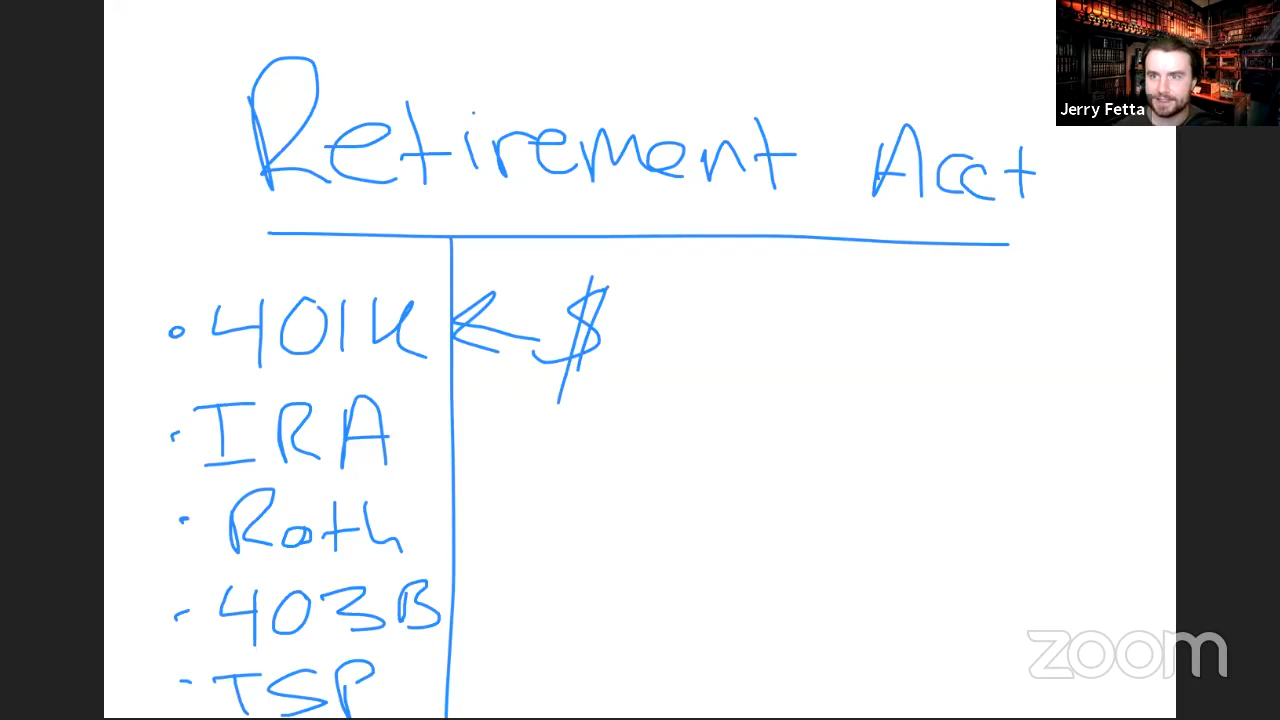 Jerry Fetta
Retirement Acct
• 401K ← $
• IRA
• Roth
• 403B
• TSP
zoom